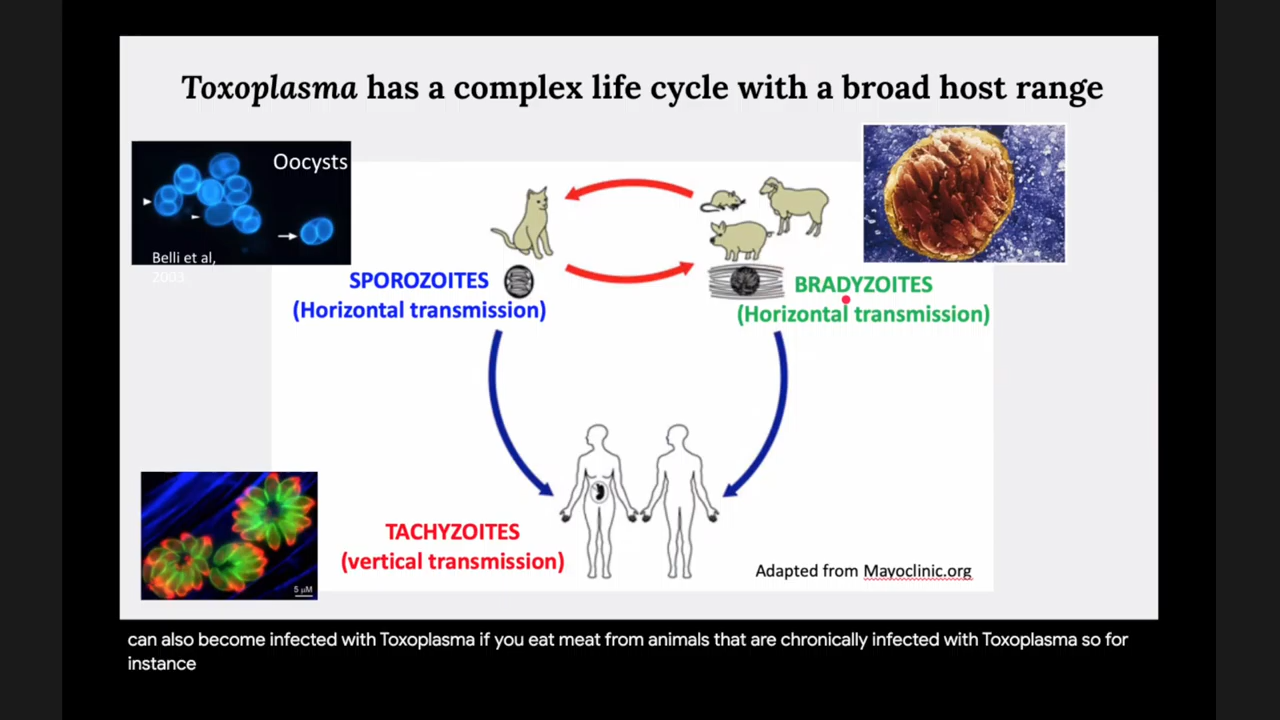 Toxoplasma has a complex life cycle with a broad host range
Oocysts
Belli et al,
2003
SPOROZOITES
(Horizontal transmission)
BRADYZOITES
(Horizontal transmission)
TACHYZOITES
(vertical transmission)
5 μM
Adapted from Mayoclinic.org
can also become infected with Toxoplasma if you eat meat from animals that are chronically infected with Toxoplasma so for
instance